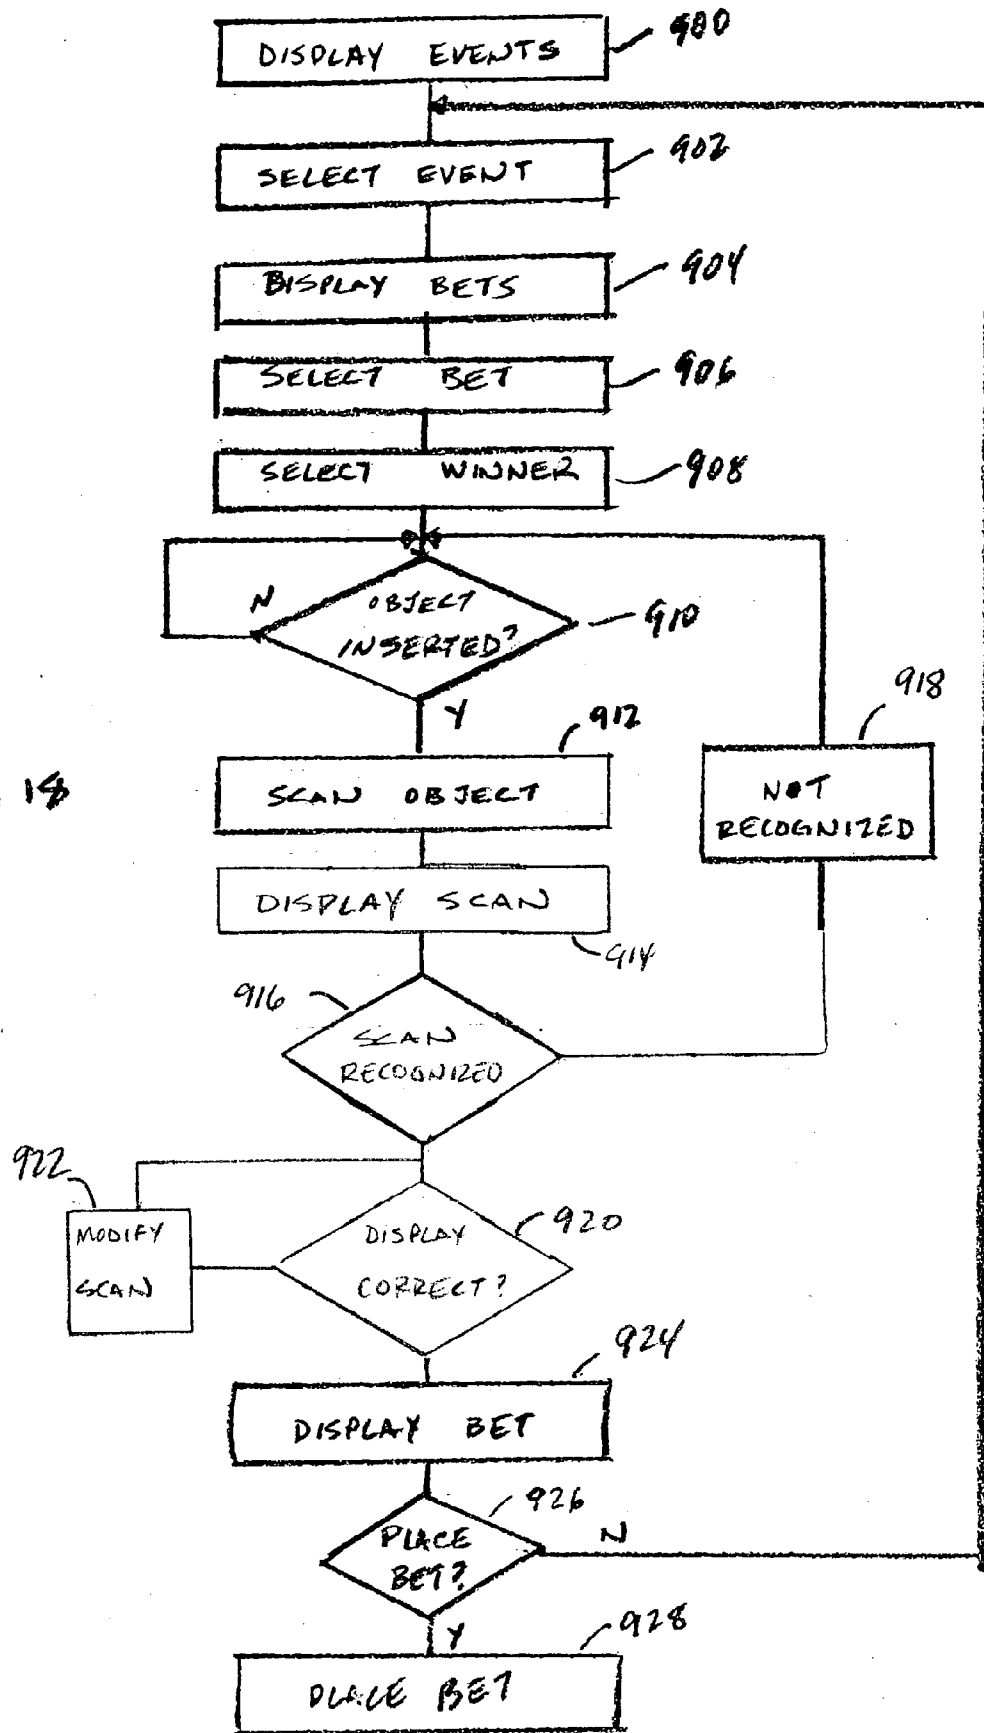 DISPLAY EVENTS
900
SELECT EVENT
902
DISPLAY BETS
904
SELECT BET
906
SELECT WINNER
908
N
OBJECT
INSERTED?
910
Y
912
918
18
SCAN OBJECT
NOT
RECOGNIZED
DISPLAY SCAN
914
916
SCAN
RECOGNIZED
922
920
MODIFY
SCAN
DISPLAY
CORRECT?
924
DISPLAY BET
926
N
PLACE
BET?
Y
928
PLACE BET